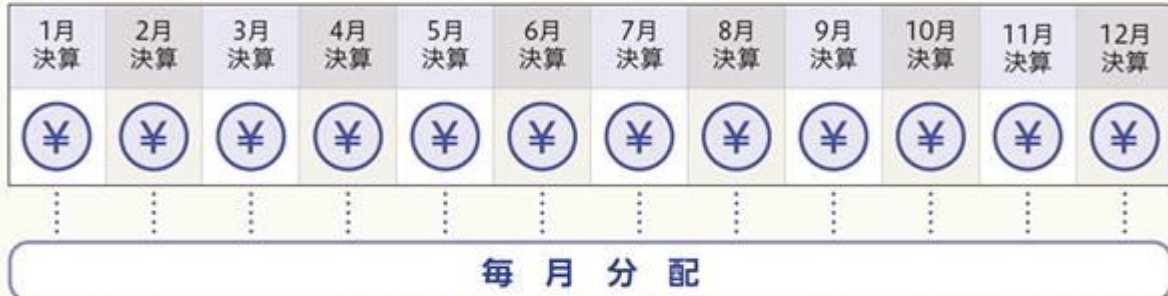 1月 2月 3月 4月 5月 6月 7月 8月 9月 10月 11月 12月
決算 決算 決算 決算 決算 決算 決算 決算 決算 決算 決算 決算
¥ ¥ ¥ ¥ ¥ ¥ ¥ ¥ ¥ ¥ ¥ ¥
毎月分配